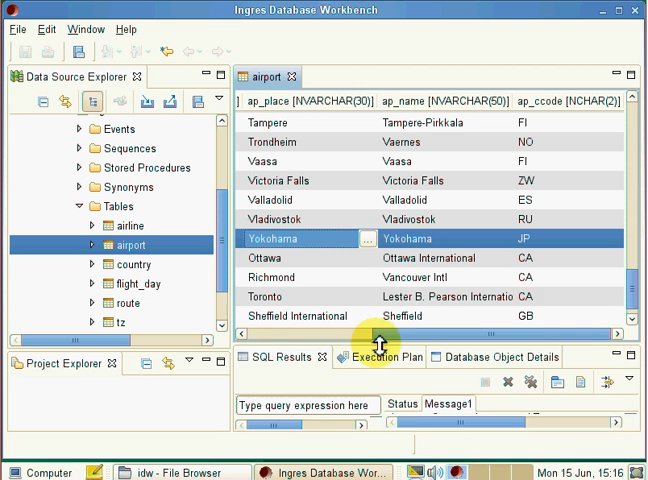 Ingres Database Workbench
File Edit Window Help
Data Source Explorer
Events
Sequences
Stored Procedures
Synonyms
Tables
airline
airport
country
flight_day
route
tz
Project Explorer
airport
] ap_place [NVARCHAR(30)] ap_name [NVARCHAR(50)] ap_ccode [NCHAR(2)]
Tampere Tampere-Pirkkala FI
Trondheim Vaernes NO
Vaasa Vaasa FI
Victoria Falls Victoria Falls ZW
Valladolid Valladolid ES
Vladivostok Vladivostok RU
Yokohama ... Yokohama JP
Ottawa Ottawa International CA
Richmond Vancouver Intl CA
Toronto Lester B. Pearson Internatio CA
Sheffield International Sheffield GB
SQL Results Execution Plan Database Object Details
Type query expression here
Status Message1
Computer idw - File Browser Ingres Database Wor... Mon 15 Jun, 15:16